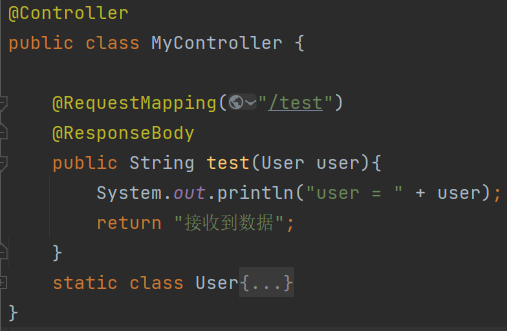 @Controller
public class MyController {
@RequestMapping("/test")
@ResponseBody
public String test(User user){
System.out.println("user = " + user);
return "接收到数据";
}
static class User{...}
}